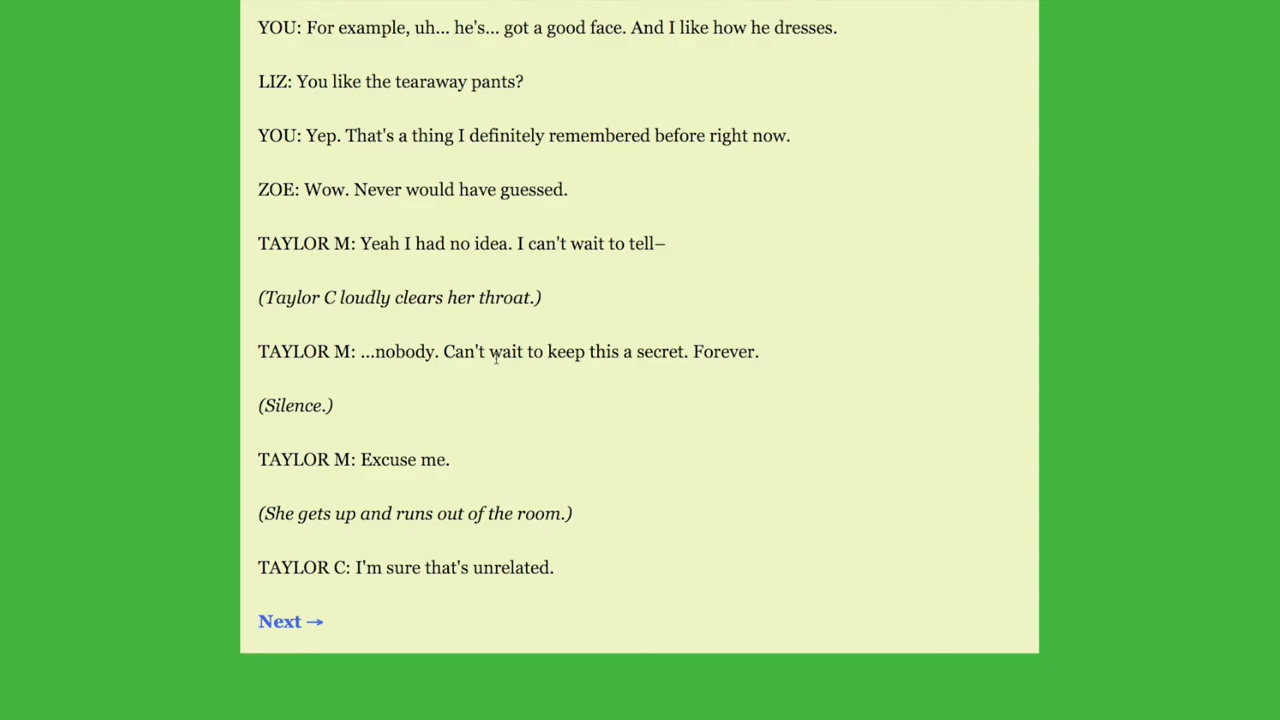 YOU: For example, uh... he's... got a good face. And I like how he dresses.
LIZ: You like the tearaway pants?
YOU: Yep. That's a thing I definitely remembered before right now.
ZOE: Wow. Never would have guessed.
TAYLOR M: Yeah I had no idea. I can't wait to tell–
(Taylor C loudly clears her throat.)
TAYLOR M: ...nobody. Can't wait to keep this a secret. Forever.
(Silence.)
TAYLOR M: Excuse me.
(She gets up and runs out of the room.)
TAYLOR C: I'm sure that's unrelated.
Next →